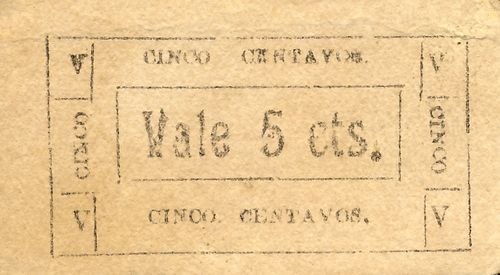 V CINCO CENTAVOS. V
CINCO
Vale 5 cts.
CINCO
V CINCO. CENTAVOS. V